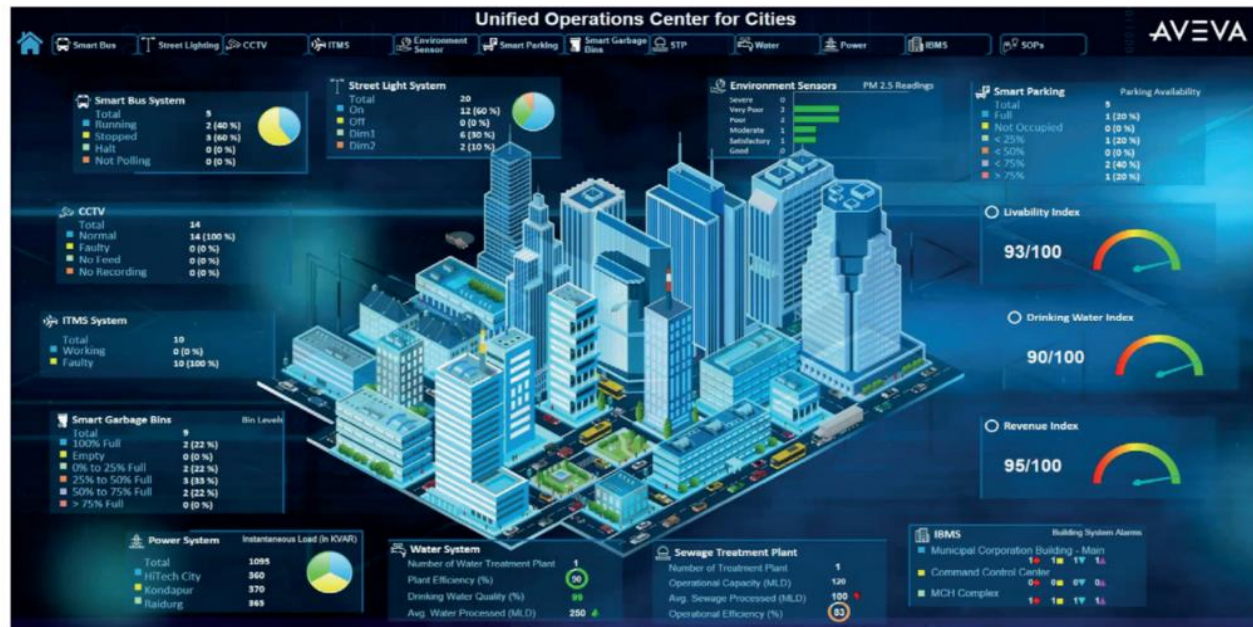 Unified Operations Center for Cities
AVEVA
Smart Bus
Street Lighting
CCTV
ITMS
Environment Sensor
Smart Parking
Smart Garbage Bins
STP
Water
Power
IBMS
SOPs
Smart Bus System
Total 5
Running 2 (40 %)
Stopped 3 (60 %)
Halt 0 (0 %)
Not Polling 0 (0 %)
Street Light System
Total 20
On 12 (60 %)
Off 0 (0 %)
Dim1 6 (30 %)
Dim2 2 (10 %)
Environment Sensors PM 2.5 Readings
Severe 0
Very Poor 2
Poor 2
Moderate 1
Satisfactory 1
Good 0
Smart Parking Parking Availability
Total 5
Full 1 (20 %)
Not Occupied 0 (0 %)
< 25% 1 (20 %)
< 50% 0 (0 %)
< 75% 2 (40 %)
> 75% 1 (20 %)
CCTV
Total 14
Normal 14 (100 %)
Faulty 0 (0 %)
No Feed 0 (0 %)
No Recording 0 (0 %)
Livability Index
93/100
ITMS System
Total 10
Working 0 (0 %)
Faulty 10 (100 %)
Drinking Water Index
90/100
Smart Garbage Bins Bin Levels
Total 9
100% Full 2 (22 %)
Empty 0 (0 %)
0% to 25% Full 2 (22 %)
25% to 50% Full 3 (33 %)
50% to 75% Full 2 (22 %)
> 75% Full 0 (0 %)
Revenue Index
95/100
Power System Instantaneous Load (in KVAR)
Total 1095
HiTech City 360
Kondapur 370
Raidurg 365
Water System
Number of Water Treatment Plant 1
Plant Efficiency (%) 90
Drinking Water Quality (%) 99
Avg. Water Processed (MLD) 250
Sewage Treatment Plant
Number of Treatment Plant 1
Operational Capacity (MLD) 120
Avg. Sewage Processed (MLD) 100
Operational Efficiency (%) 83
IBMS Building System Alarms
Municipal Corporation Building - Main
1 1 1 1
Command Control Center
0 0 0 0
MCH Complex
1 1 1 1